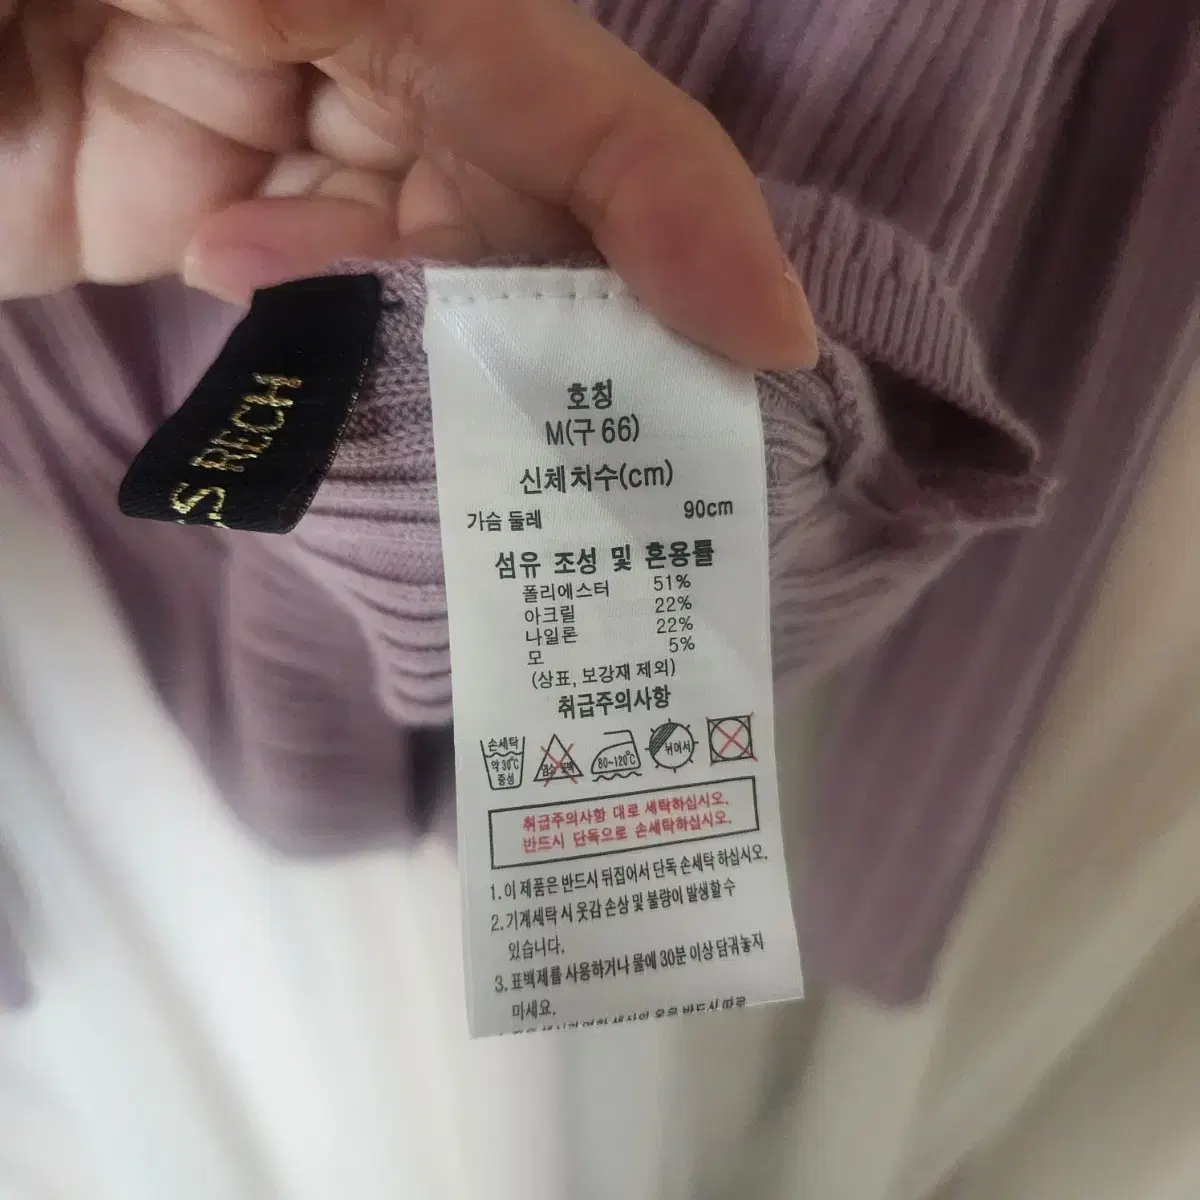 S RECH
호칭
M(구 66)
신체치수(cm)
가슴 둘레 90cm
섬유 조성 및 혼용률
폴리에스터 51%
아크릴 22%
나일론 22%
모 5%
(상표, 보강재 제외)
취급주의사항
손세탁
약 30℃
중성
염소 표백
80~120℃
뉘어서
취급주의사항 대로 세탁하십시오.
반드시 단독으로 손세탁하십시오.
1. 이 제품은 반드시 뒤집어서 단독 손세탁 하십시오.
2. 기계세탁 시 옷감 손상 및 불량이 발생할 수
있습니다.
3. 표백제를 사용하거나 물에 30분 이상 담궈놓지
마세요.